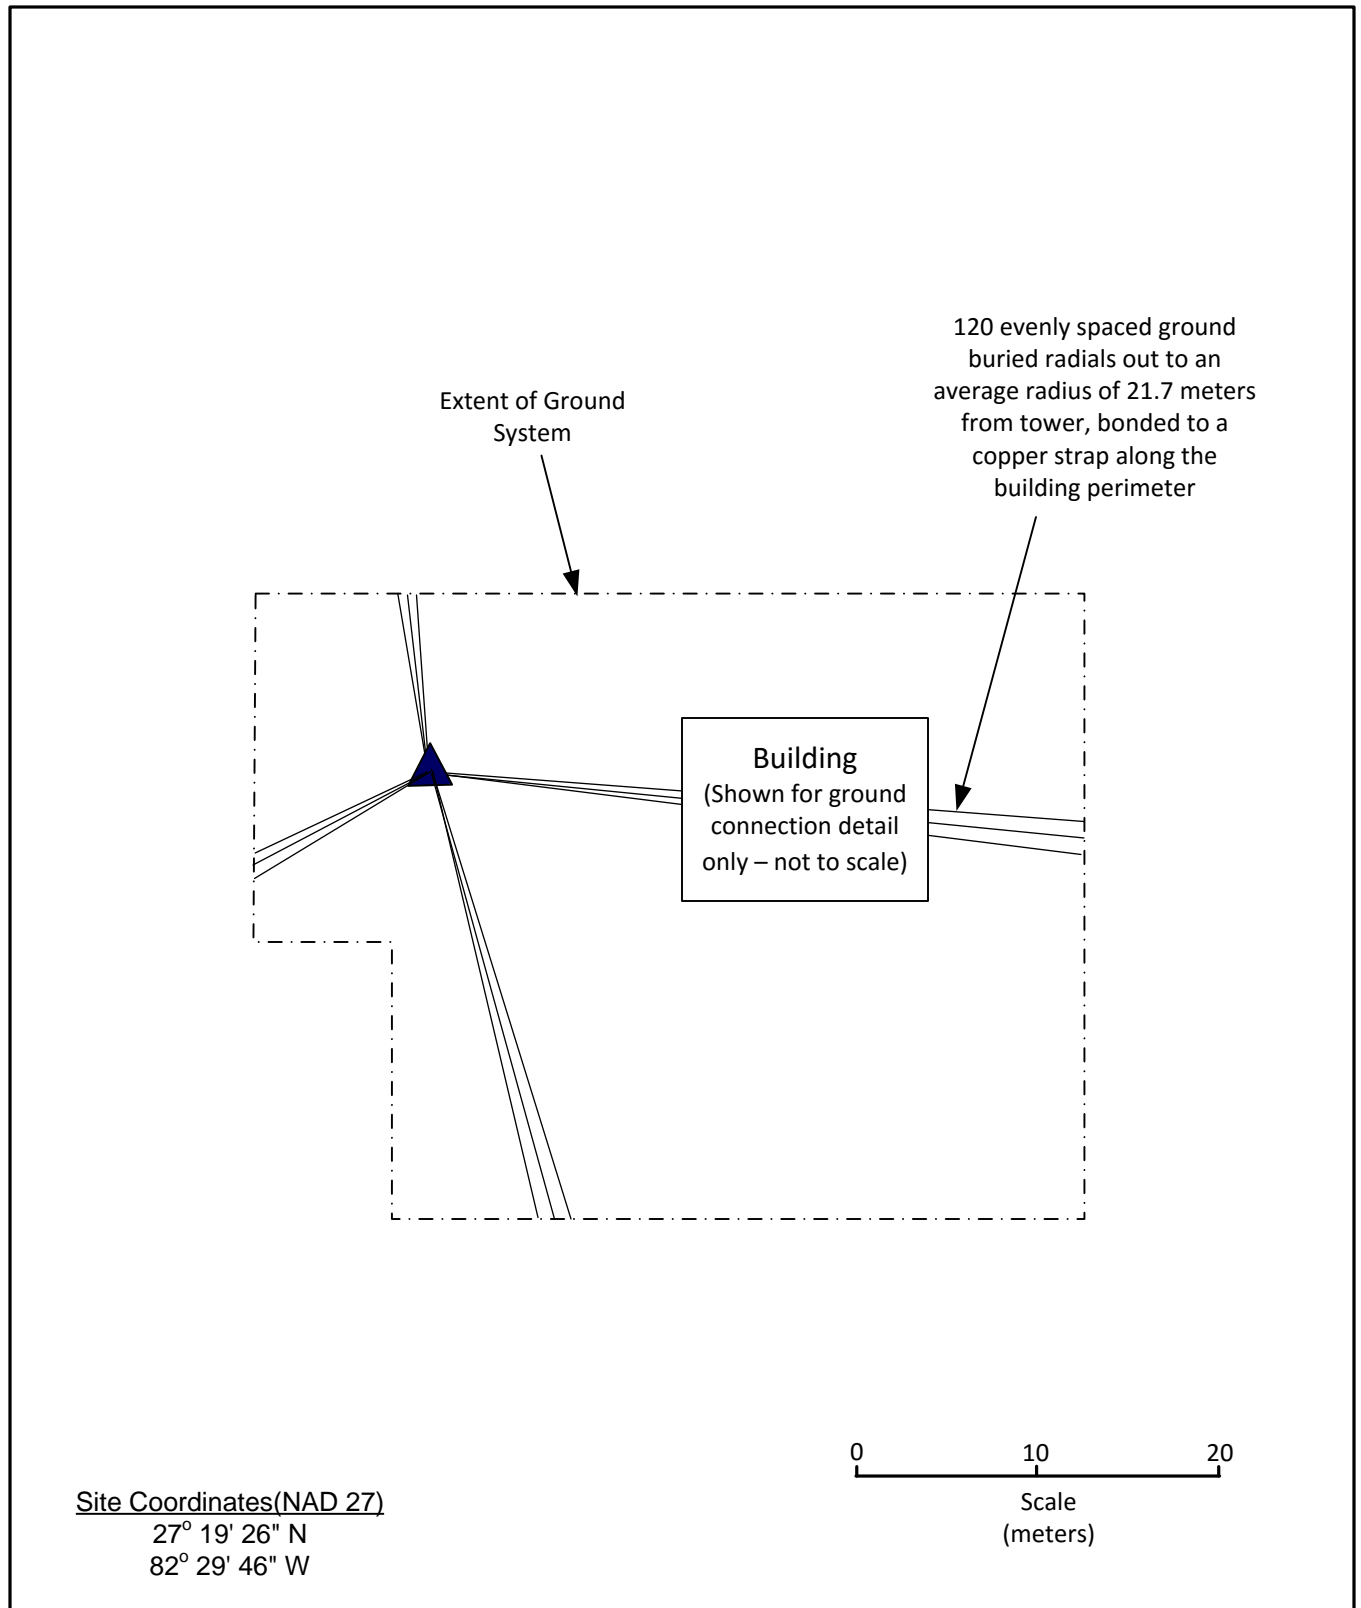 120 evenly spaced ground
buried radials out to an
average radius of 21.7 meters
from tower, bonded to a
copper strap along the
building perimeter
Extent of Ground
System
Building
(Shown for ground
connection detail
only – not to scale)
0 10 20
Scale
(meters)
Site Coordinates(NAD 27)
27° 19' 26" N
82° 29' 46" W